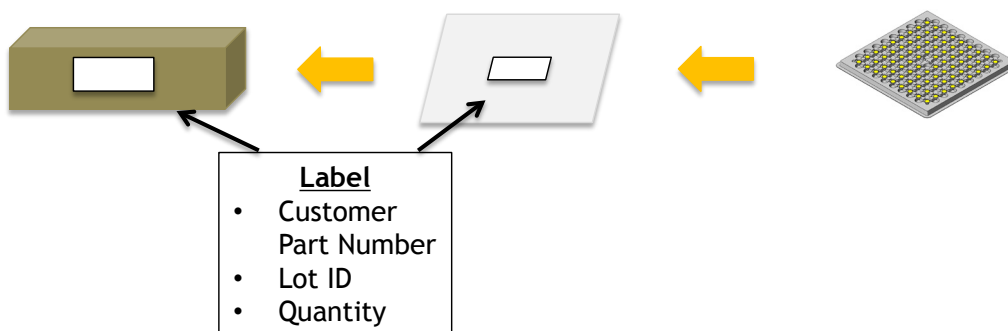 Label
• Customer
Part Number
• Lot ID
• Quantity